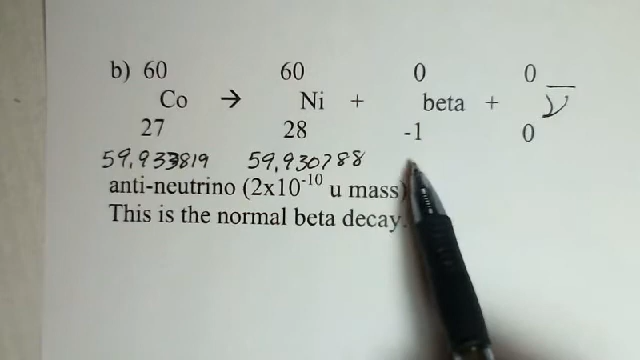 b) 60 60 0 0
Co → Ni + beta + ν̅
27 28 -1 0
59,933819 59,930788
anti-neutrino (2x10⁻¹⁰ u mass)
This is the normal beta decay.